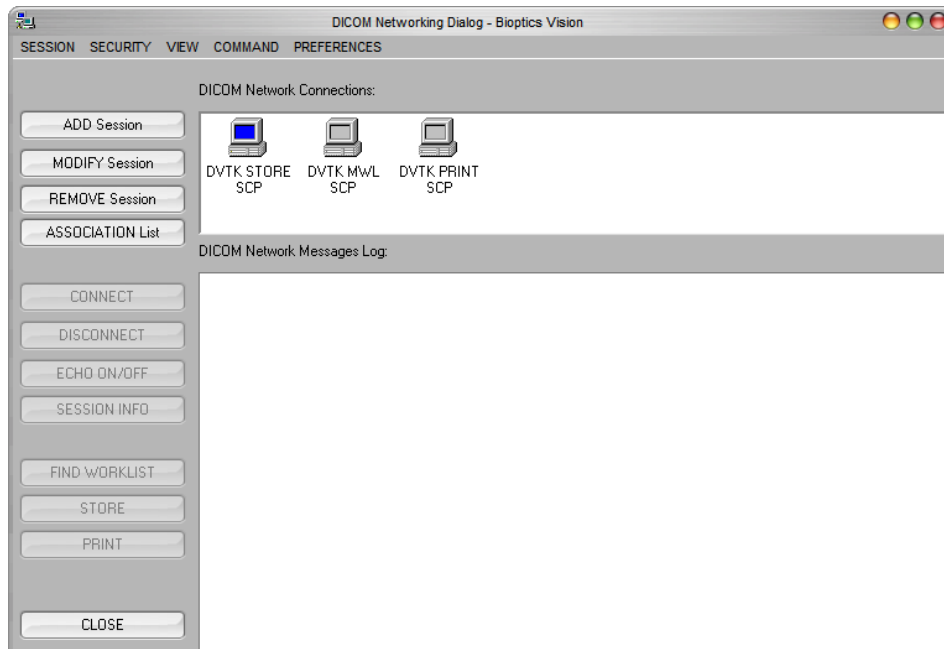 DICOM Networking Dialog - Bioptics Vision
SESSION SECURITY VIEW COMMAND PREFERENCES
DICOM Network Connections:
ADD Session
MODIFY Session
REMOVE Session
ASSOCIATION List
DVTK STORE
SCP
DVTK MWL
SCP
DVTK PRINT
SCP
DICOM Network Messages Log:
CONNECT
DISCONNECT
ECHO ON/OFF
SESSION INFO
FIND WORKLIST
STORE
PRINT
CLOSE